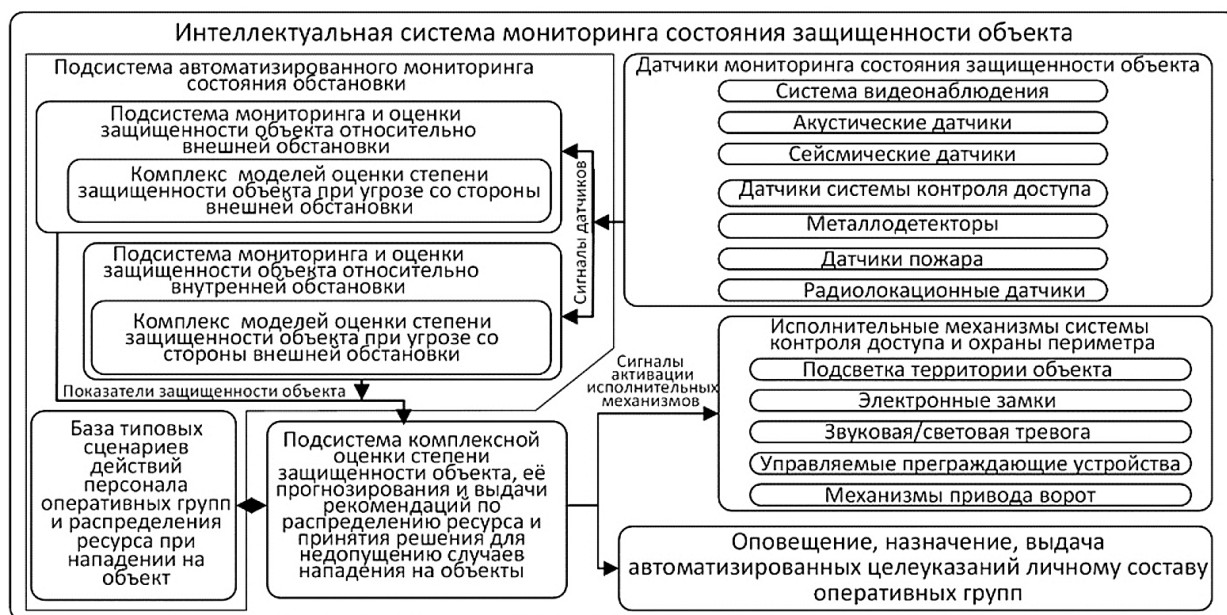 Интеллектуальная система мониторинга состояния защищенности объекта
Подсистема автоматизированного мониторинга
состояния обстановки
Подсистема мониторинга и оценки
защищенности объекта относительно
внешней обстановки
Комплекс моделей оценки степени
защищенности объекта при угрозе со стороны
внешней обстановки
Подсистема мониторинга и оценки
защищенности объекта относительно
внутренней обстановки
Комплекс моделей оценки степени
защищенности объекта при угрозе со
стороны внешней обстановки
Показатели защищенности объекта
Сигналы датчиков
Датчики мониторинга состояния защищенности объекта
Система видеонаблюдения
Акустические датчики
Сейсмические датчики
Датчики системы контроля доступа
Металлодетекторы
Датчики пожара
Радиолокационные датчики
База типовых
сценариев
действий
персонала
оперативных групп
и распределения
ресурса при
нападении на
объект
Подсистема комплексной
оценки степени
защищенности объекта, её
прогнозирования и выдачи
рекомендаций по
распределению ресурса и
принятия решения для
недопущению случаев
нападения на объекты
Сигналы
активации
исполнительных
механизмов
Исполнительные механизмы системы
контроля доступа и охраны периметра
Подсветка территории объекта
Электронные замки
Звуковая/световая тревога
Управляемые преграждающие устройства
Механизмы привода ворот
Оповещение, назначение, выдача
автоматизированных целеуказаний личному составу
оперативных групп